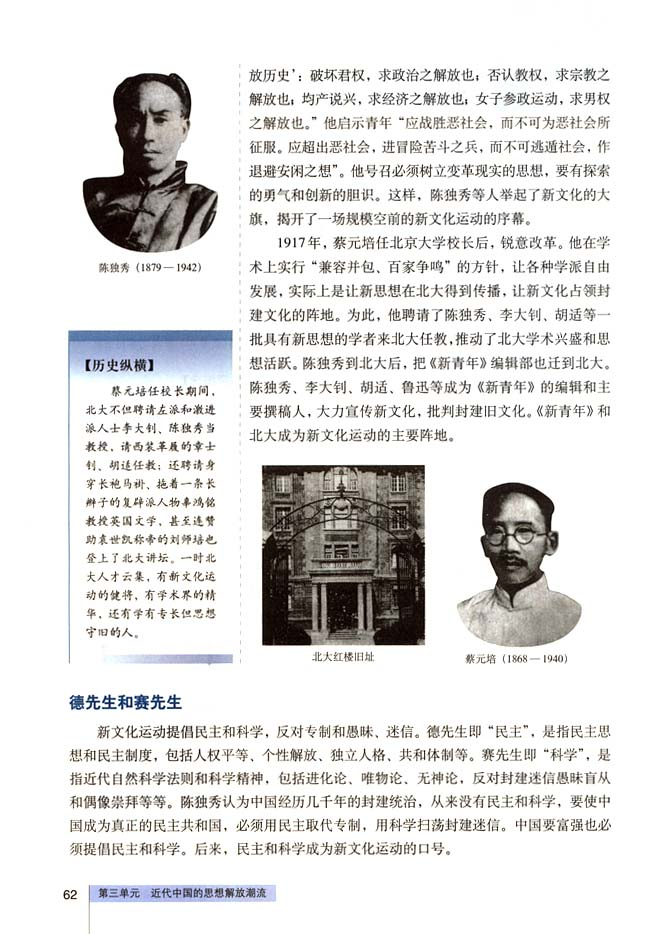 放历史’：破坏君权，求政治之解放也；否认教权，求宗教之
解放也；均产说兴，求经济之解放也；女子参政运动，求男权
之解放也。”他启示青年“应战胜恶社会，而不可为恶社会所
征服。应超出恶社会，进冒险苦斗之兵，而不可逃遁社会，作
退避安闲之想”。他号召必须树立变革现实的思想，要有探索
的勇气和创新的胆识。这样，陈独秀等人举起了新文化的大
旗，揭开了一场规模空前的新文化运动的序幕。
1917年，蔡元培任北京大学校长后，锐意改革。他在学
术上实行“兼容并包、百家争鸣”的方针，让各种学派自由
发展，实际上是让新思想在北大得到传播，让新文化占领封
建文化的阵地。为此，他聘请了陈独秀、李大钊、胡适等一
批具有新思想的学者来北大任教，推动了北大学术兴盛和思
想活跃。陈独秀到北大后，把《新青年》编辑部也迁到北大。
陈独秀、李大钊、胡适、鲁迅等成为《新青年》的编辑和主
要撰稿人，大力宣传新文化，批判封建旧文化。《新青年》和
北大成为新文化运动的主要阵地。
陈独秀（1879—1942）
【历史纵横】
蔡元培任校长期间，
北大不但聘请左派和激进
派人士李大钊、陈独秀当
教授，请西装革履的章士
钊、胡适任教；还聘请身
穿长袍马褂、拖着一条长
辫子的复辟派人物辜鸿铭
教授英国文学，甚至连赞
助袁世凯称帝的刘师培也
登上了北大讲坛。一时北
大人才云集，有新文化运
动的健将，有学术界的精
华，还有学有专长但思想
守旧的人。
北大红楼旧址
蔡元培（1868—1940）
德先生和赛先生
新文化运动提倡民主和科学，反对专制和愚昧、迷信。德先生即“民主”，是指民主思
想和民主制度，包括人权平等、个性解放、独立人格、共和体制等。赛先生即“科学”，是
指近代自然科学法则和科学精神，包括进化论、唯物论、无神论，反对封建迷信愚昧盲从
和偶像崇拜等等。陈独秀认为中国经历几千年的封建统治，从来没有民主和科学，要使中
国成为真正的民主共和国，必须用民主取代专制，用科学扫荡封建迷信。中国要富强也必
须提倡民主和科学。后来，民主和科学成为新文化运动的口号。
62 第三单元 近代中国的思想解放潮流